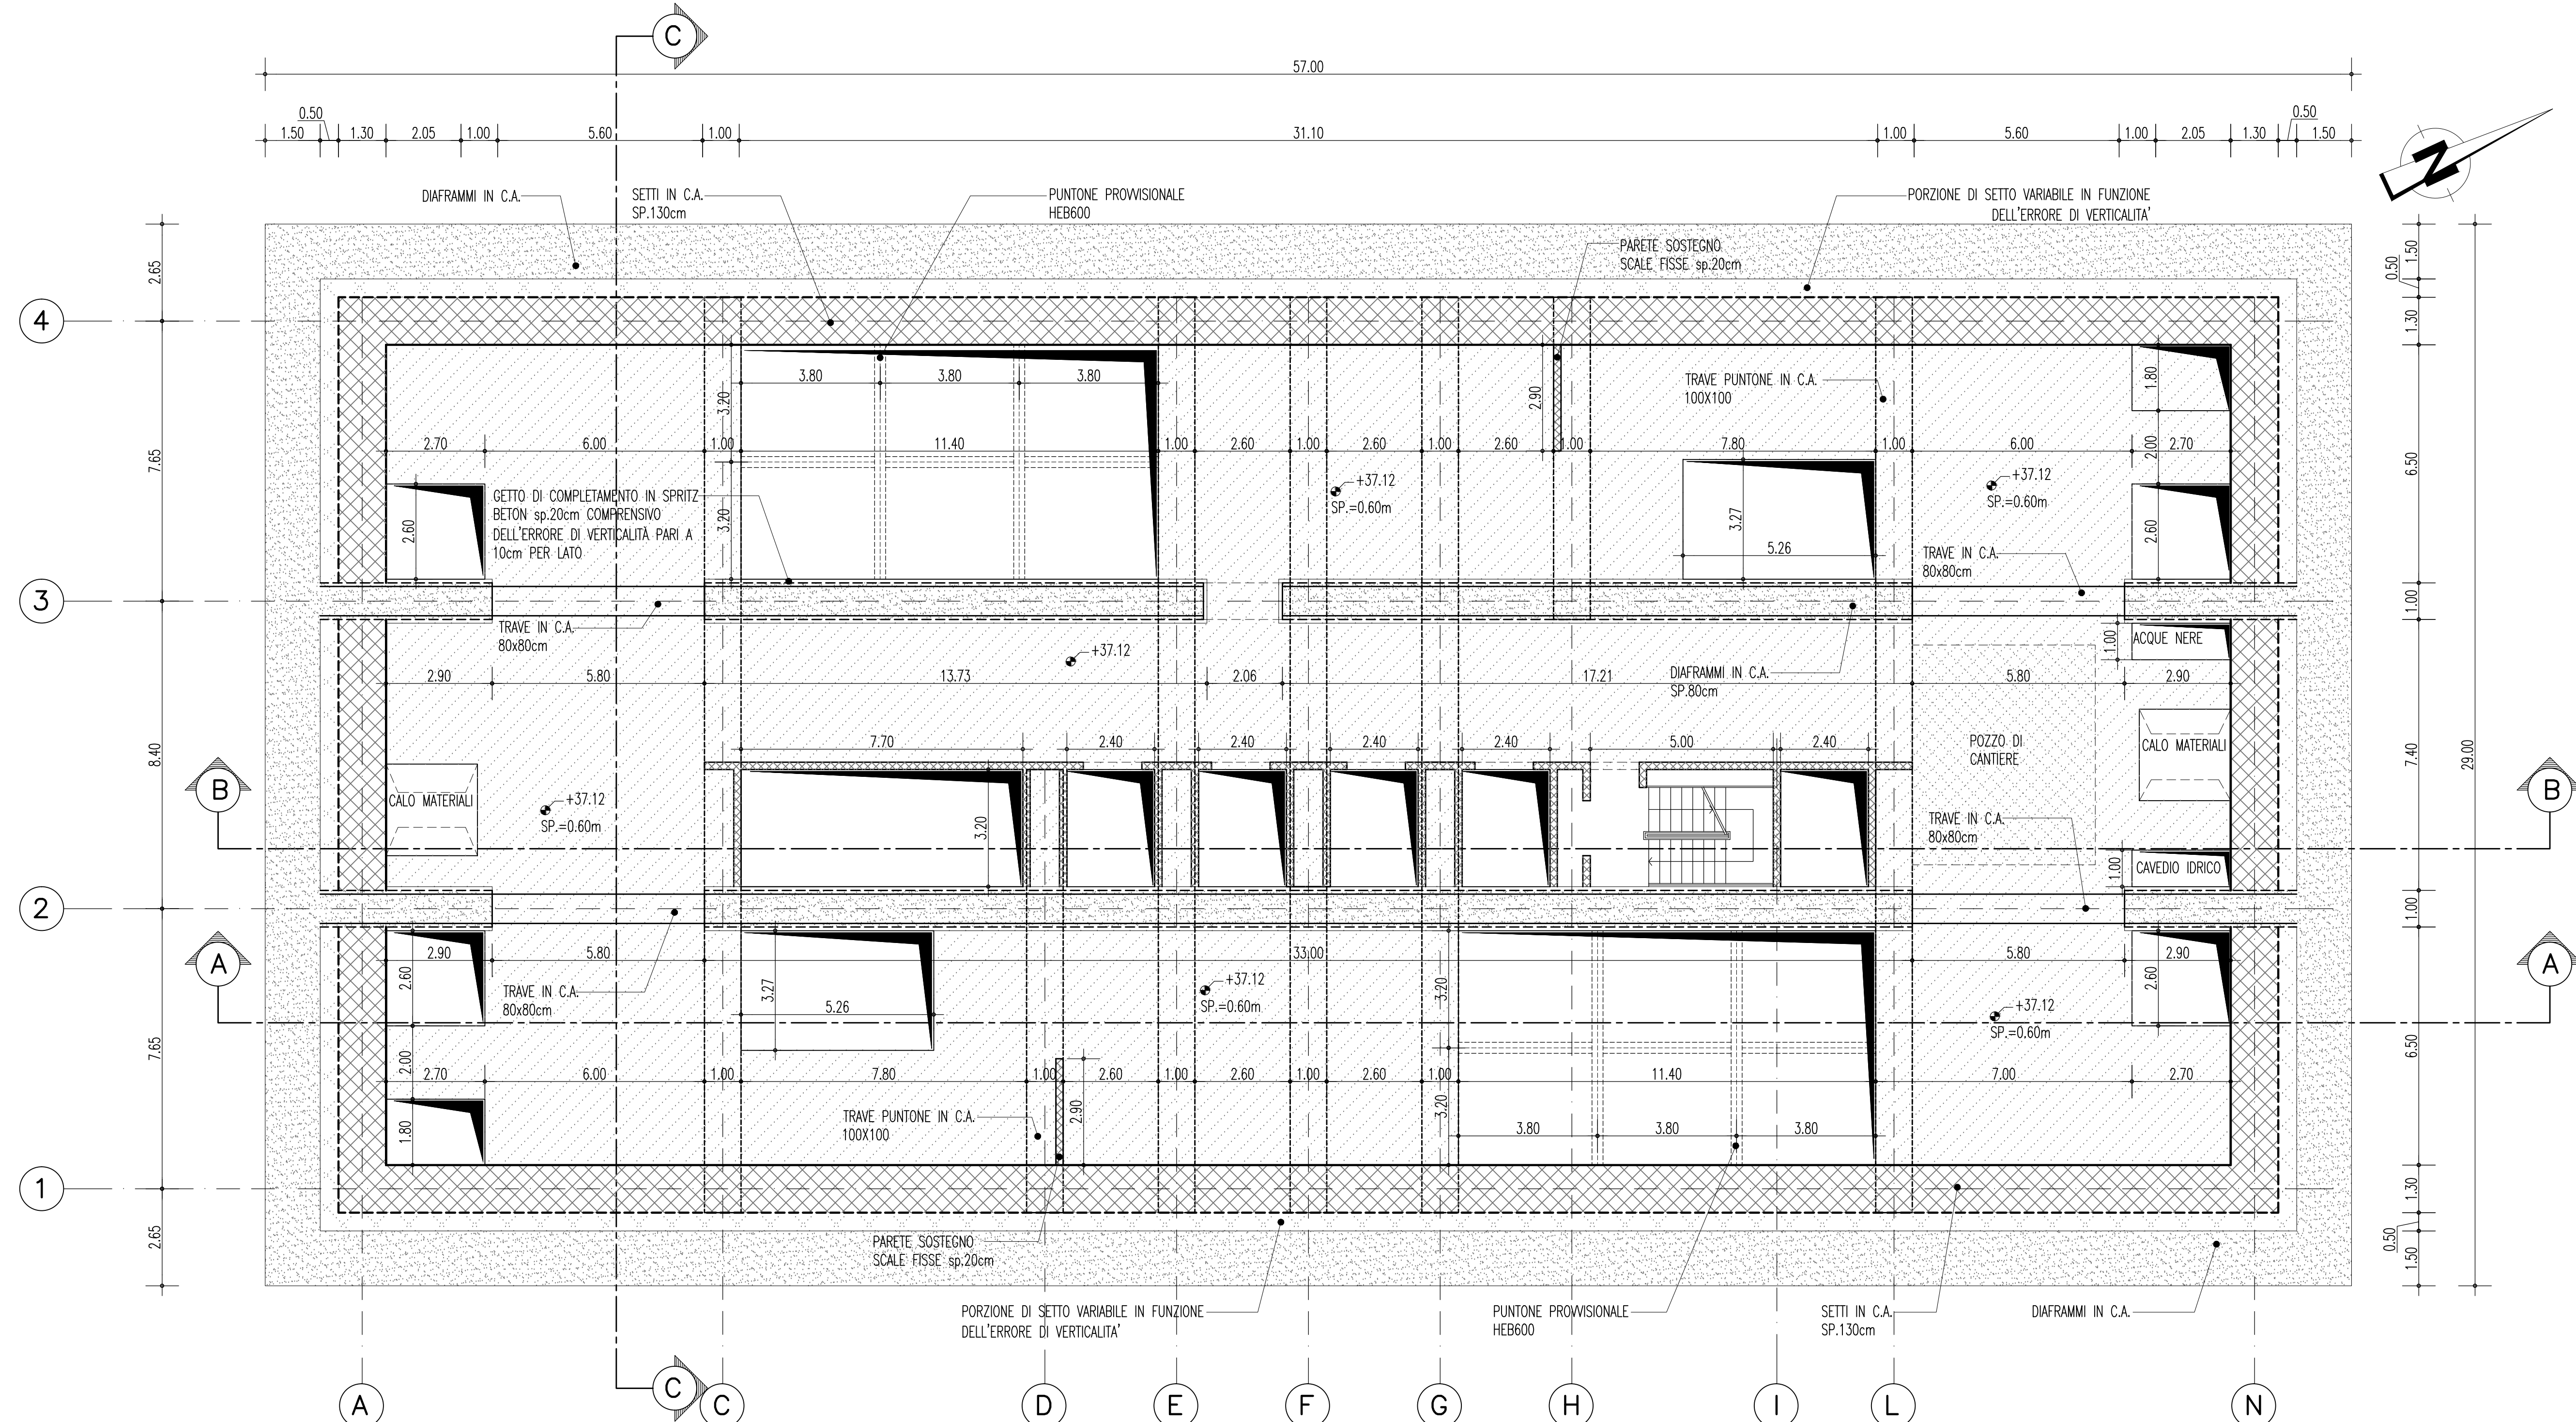 C
57.00
0.50
0.50
1.50 1.30 2.05 1.00 5.60 1.00 31.10 1.00 5.60 1.00 2.05 1.30 1.50
N
DIAFRAMMI IN C.A.
SETTI IN C.A.
SP.130cm
PUNTONE PROVVISIONALE
HEB600
PORZIONE DI SETTO VARIABILE IN FUNZIONE
DELL'ERRORE DI VERTICALITA'
PARETE SOSTEGNO
SCALE FISSE sp.20cm
2.65
1.50
0.50
1.30
4
3.80 3.80 3.80
3.20
2.90
TRAVE PUNTONE IN C.A.
100X100
1.80
7.65
2.70 6.00 1.00 11.40 1.00 2.60 1.00 2.60 1.00 2.60 1.00 7.80 1.00 6.00 2.00 2.70
6.50
+37.12
SP.=0.60m
+37.12
SP.=0.60m
GETTO DI COMPLETAMENTO IN SPRITZ
BETON sp.20cm COMPRENSIVO
DELL'ERRORE DI VERTICALITÀ PARI A
10cm PER LATO
2.60
3.20
3.27
5.26
2.60
TRAVE IN C.A.
80x80cm
3
1.00
TRAVE IN C.A.
80x80cm
+37.12
1.00
ACQUE NERE
DIAFRAMMI IN C.A.
SP.80cm
2.90 5.80 13.73 2.06 17.21 5.80 2.90
8.40
7.70 2.40 2.40 2.40 2.40 5.00 2.40
POZZO DI
CANTIERE
CALO MATERIALI
7.40
29.00
B
B
CALO MATERIALI
+37.12
SP.=0.60m
3.20
TRAVE IN C.A.
80x80cm
1.00
CAVEDIO IDRICO
2
1.00
A
A
2.90 5.80 33.00 5.80 2.90
2.60
3.27
3.20
2.60
TRAVE IN C.A.
80x80cm
5.26
+37.12
SP.=0.60m
+37.12
SP.=0.60m
7.65
2.00
6.50
2.70 6.00 1.00 7.80 1.00 2.60 1.00 2.60 1.00 2.60 1.00 11.40 7.00 2.70
1.80
TRAVE PUNTONE IN C.A.
100X100
2.90
3.20
3.80 3.80 3.80
1
1.30
0.50
1.50
2.65
PARETE SOSTEGNO
SCALE FISSE sp.20cm
PORZIONE DI SETTO VARIABILE IN FUNZIONE
DELL'ERRORE DI VERTICALITA'
PUNTONE PROVVISIONALE
HEB600
SETTI IN C.A.
SP.130cm
DIAFRAMMI IN C.A.
C
A C D E F G H I L N